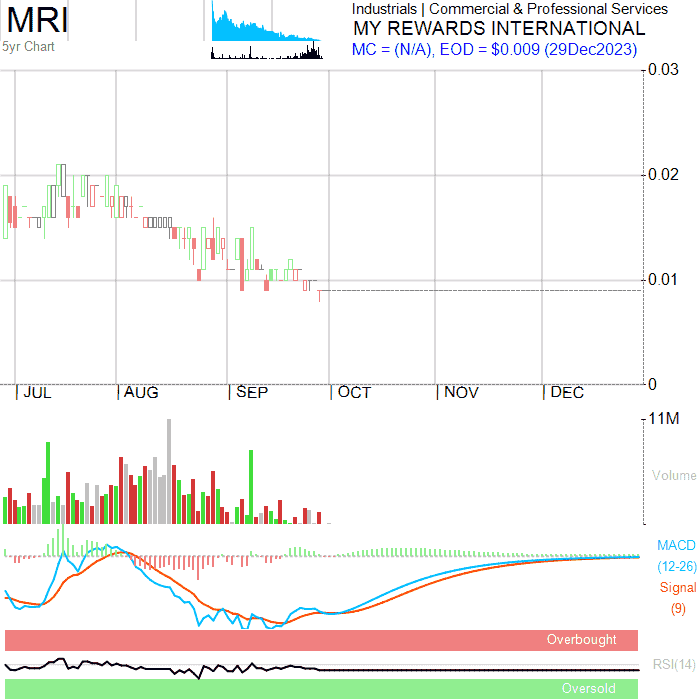 MRI
5yr Chart
Industrials | Commercial & Professional Services
MY REWARDS INTERNATIONAL
MC = (N/A), EOD = $0.009 (29Dec2023)
0.03
0.02
0.01
0
JUL AUG SEP OCT NOV DEC
11M
Volume
MACD
(12-26)
Signal
(9)
Overbought
RSI(14)
Oversold